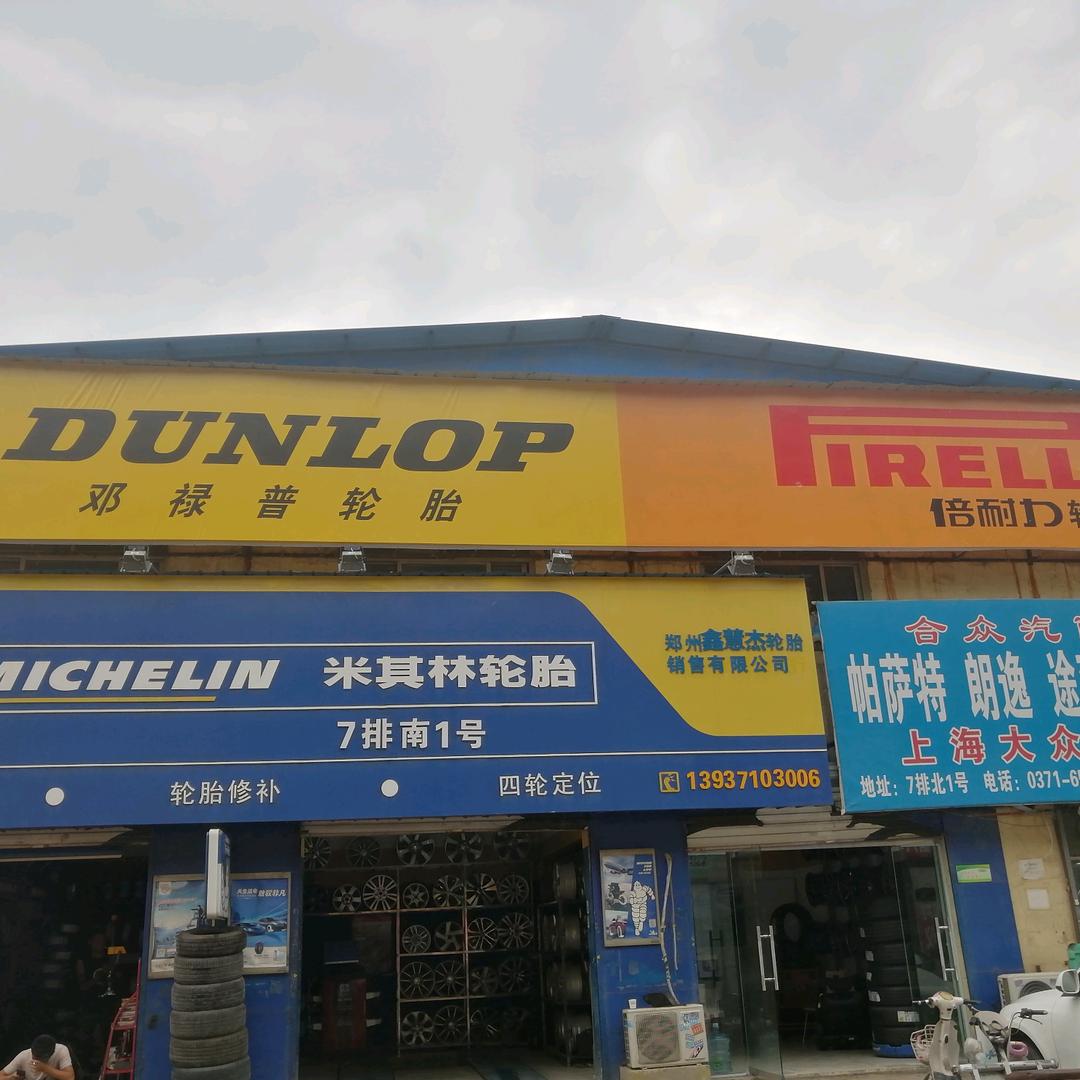 DUNLOP
邓禄普轮胎
PIRELL
倍耐力
MICHELIN 米其林轮胎
郑州鑫慧杰轮胎
销售有限公司
7排南1号
轮胎修补
四轮定位
13937103006
合众汽
帕萨特 朗逸 途
上海大众
地址：7排北1号 电话：0371-6